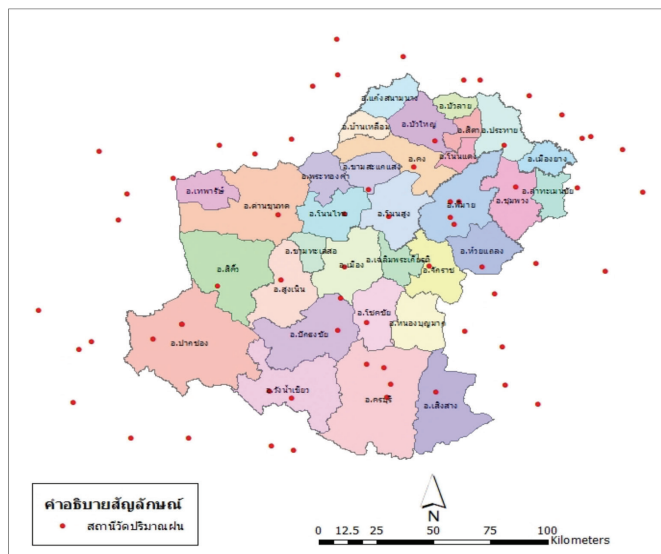 อ.แก้งสนามนาง
อ.บัวลาย
อ.บัวใหญ่
อ.บ้านเหลื่อม
อ.สีดา
อ.ประทาย
อ.โนนแดง
อ.เมืองยาง
อ.คง
อ.ขามสะแกแสง
อ.พระทองคำ
อ.เทพารักษ์
อ.ด่านขุนทด
อ.ลำทะเมนชัย
อ.ชุมพวง
อ.พิมาย
อ.โนนไทย
อ.โนนสูง
อ.ขามทะเลสอ
อ.ห้วยแถลง
อ.เฉลิมพระเกียรติ
อ.เมือง
อ.จักราช
อ.สีคิ้ว
อ.สูงเนิน
อ.โชคชัย
อ.หนองบุญมาก
อ.ปักธงชัย
อ.ปากช่อง
อ.วังน้ำเขียว
อ.ครบุรี
อ.เสิงสาง
คำอธิบายสัญลักษณ์
สถานีวัดปริมาณฝน
N
0 12.5 25 50 75 100
Kilometers